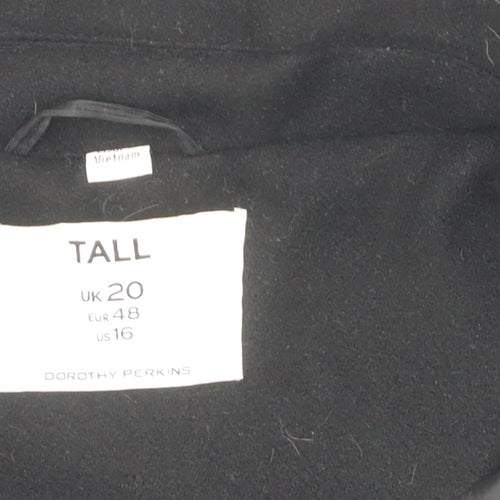 Vietnam
TALL
UK 20
EUR 48
US 16
DOROTHY PERKINS